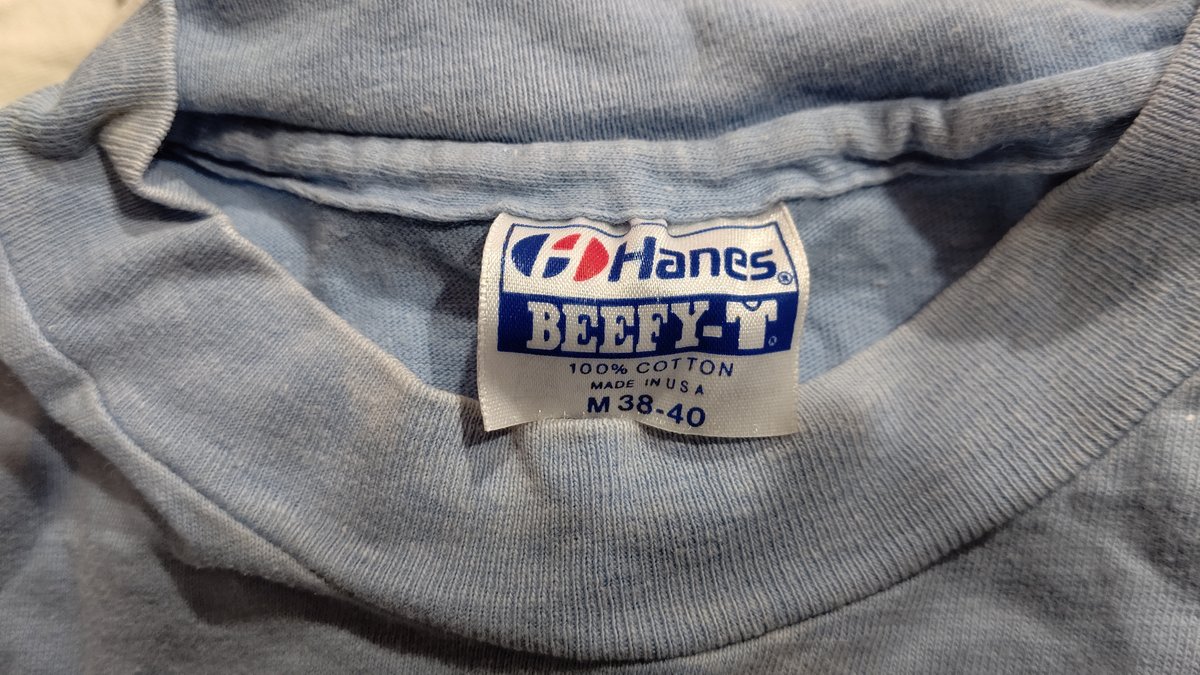 Hanes®
BEEFY-T®
100% COTTON
MADE IN USA
M 38-40